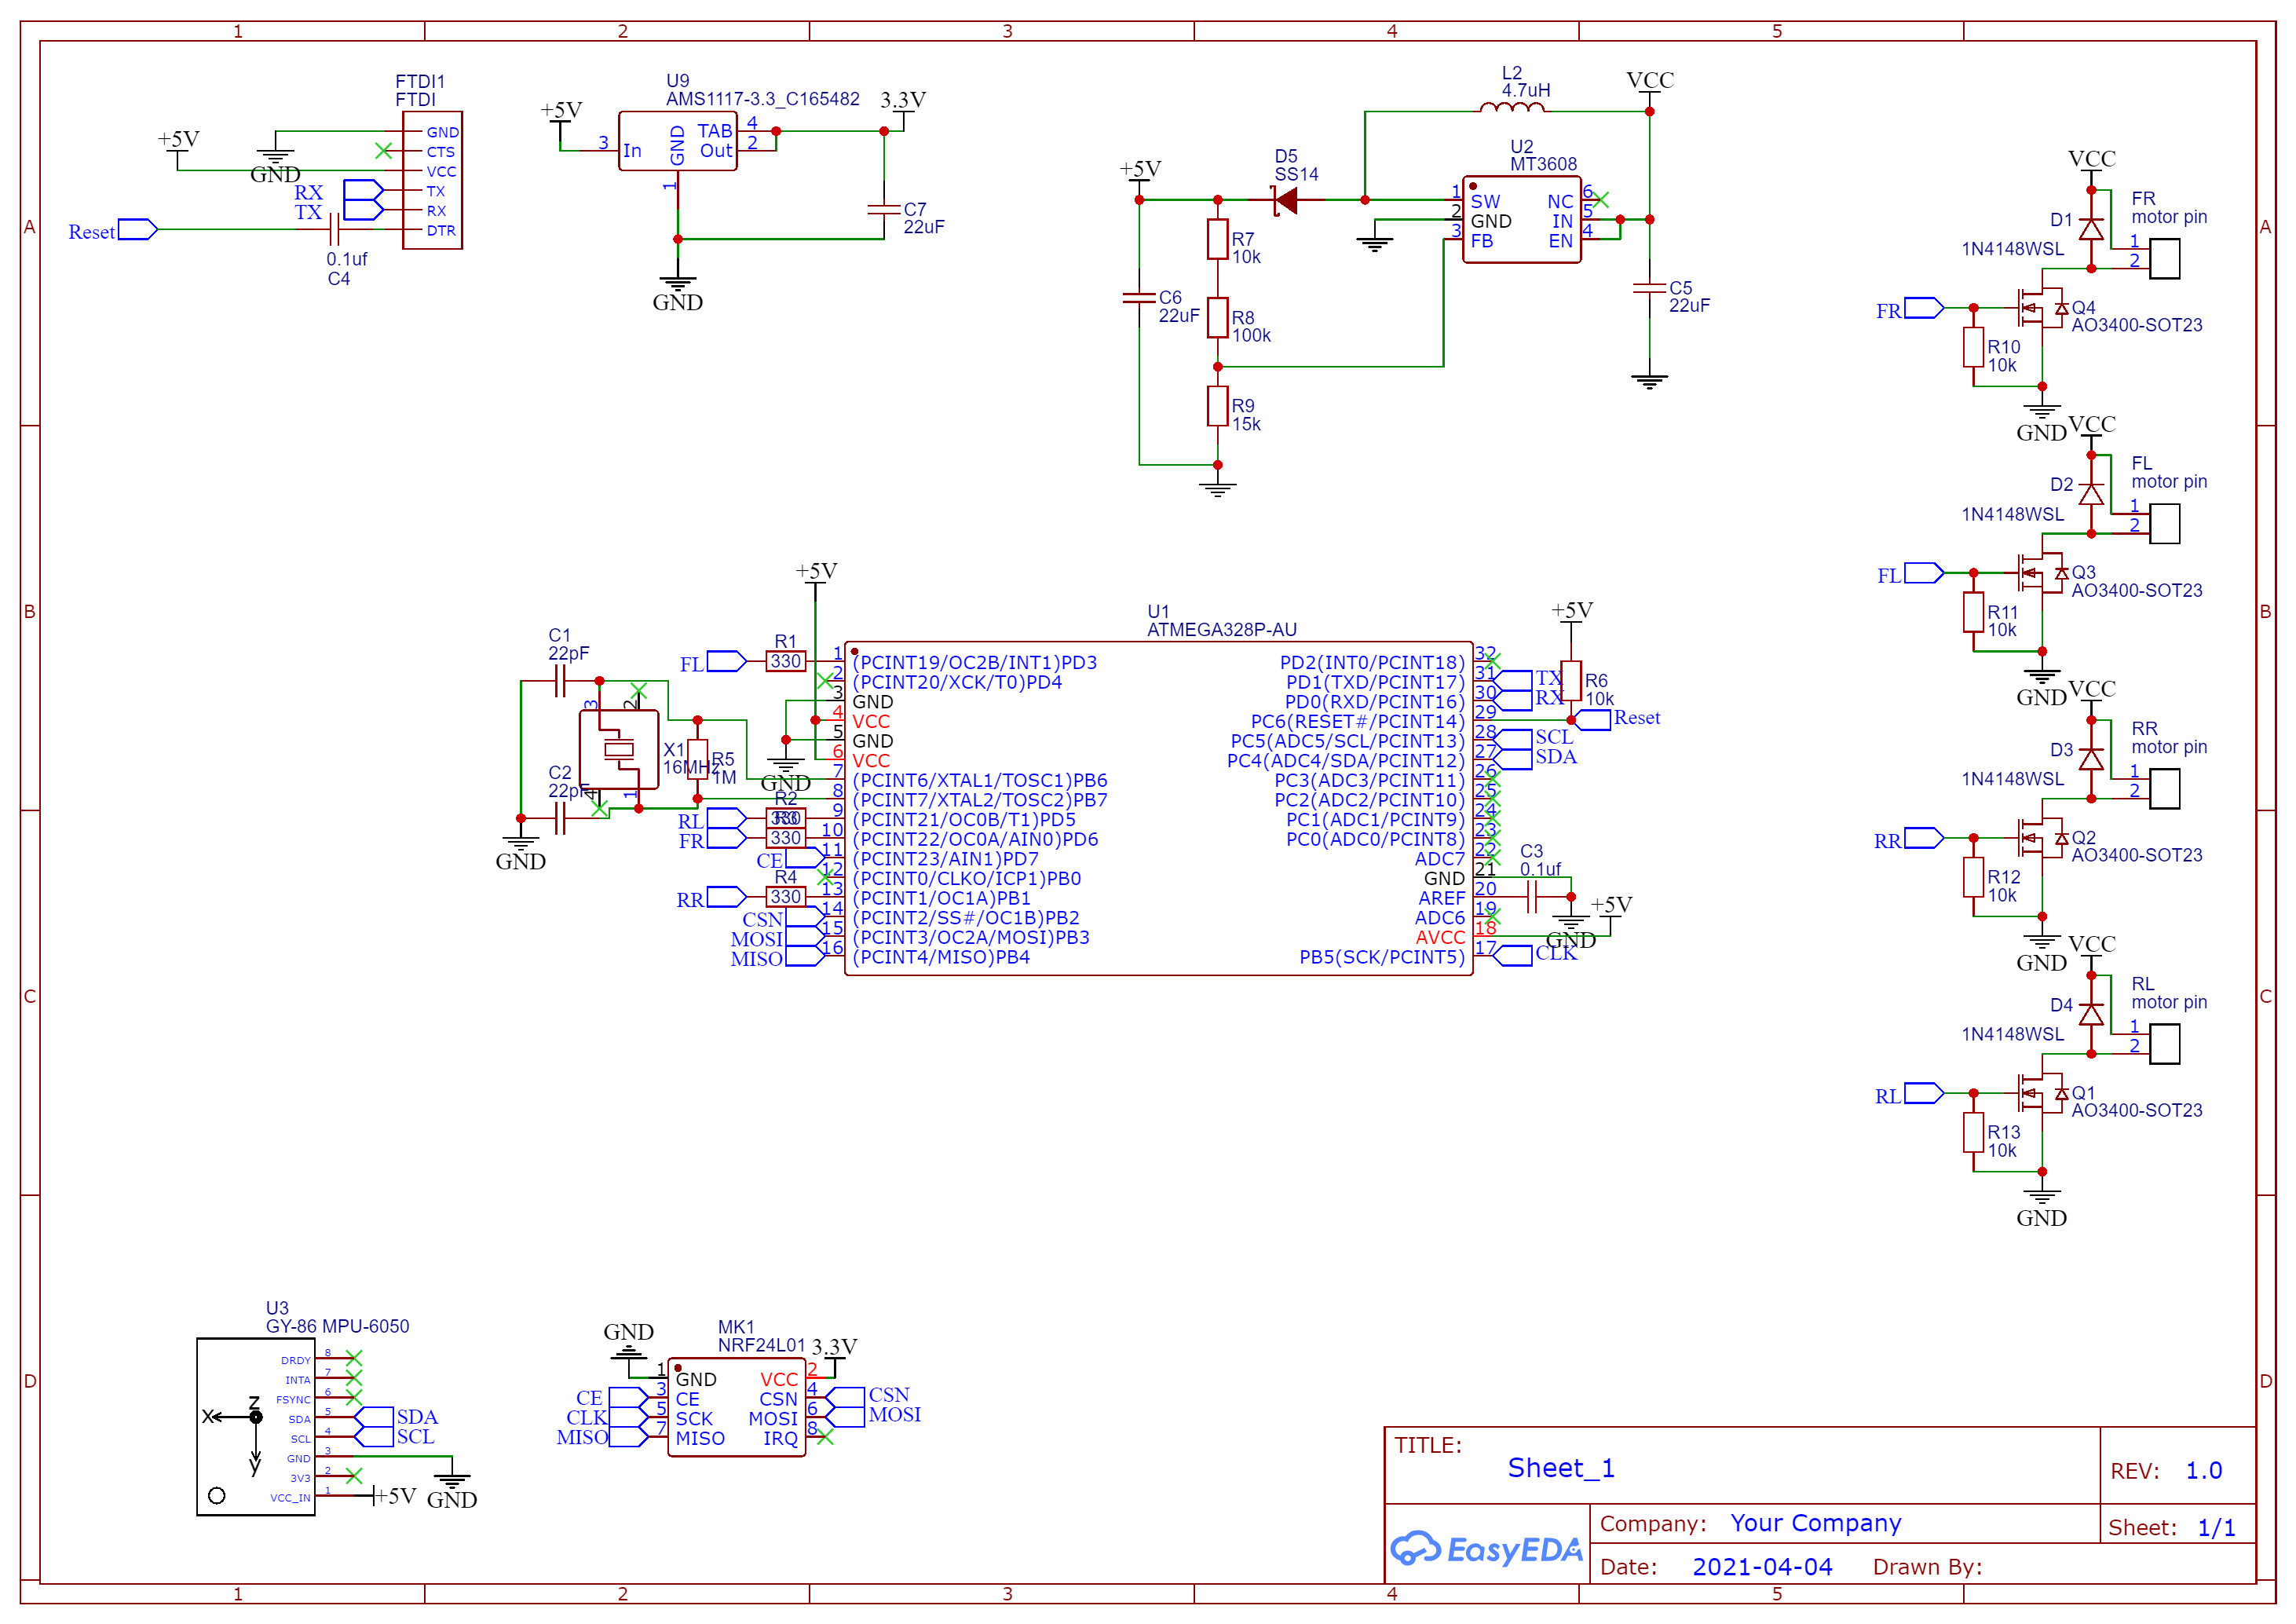 1 2 3 4 5
A
B
C
D
A
B
C
D
1 2 3 4 5
FTDI1
FTDI
+5V
GND
GND
CTS
VCC
TX
RX
DTR
RX
TX
Reset
0.1uf
C4
U9
AMS1117-3.3_C165482
+5V
3.3V
3 In
GND
1
TAB 4
Out 2
C7
22uF
GND
L2
4.7uH
VCC
U2
MT3608
+5V
D5
SS14
1 SW
2 GND
3 FB
NC 6
IN 5
EN 4
R7
10k
C6
22uF
R8
100k
R9
15k
C5
22uF
VCC
FR
motor pin
D1
1N4148WSL
1
2
FR
Q4
AO3400-SOT23
R10
10k
GND
VCC
FL
motor pin
D2
1N4148WSL
1
2
FL
Q3
AO3400-SOT23
R11
10k
GND
VCC
RR
motor pin
D3
1N4148WSL
1
2
RR
Q2
AO3400-SOT23
R12
10k
GND
VCC
RL
motor pin
D4
1N4148WSL
1
2
RL
Q1
AO3400-SOT23
R13
10k
GND
+5V
U1
ATMEGA328P-AU
C1
22pF
C2
22pF
3
2
4
1
X1
16MHz
R5
1M
GND
GND
FL
R1
330
RL
R2
330
R3
FR
330
CE
R4
RR
330
CSN
MOSI
MISO
1 (PCINT19/OC2B/INT1)PD3
2 (PCINT20/XCK/T0)PD4
3 GND
4 VCC
5 GND
6 VCC
7 (PCINT6/XTAL1/TOSC1)PB6
8 (PCINT7/XTAL2/TOSC2)PB7
9 (PCINT21/OC0B/T1)PD5
10 (PCINT22/OC0A/AIN0)PD6
11 (PCINT23/AIN1)PD7
12 (PCINT0/CLKO/ICP1)PB0
13 (PCINT1/OC1A)PB1
14 (PCINT2/SS#/OC1B)PB2
15 (PCINT3/OC2A/MOSI)PB3
16 (PCINT4/MISO)PB4
PD2(INT0/PCINT18) 32
PD1(TXD/PCINT17) 31
PD0(RXD/PCINT16) 30
PC6(RESET#/PCINT14) 29
PC5(ADC5/SCL/PCINT13) 28
PC4(ADC4/SDA/PCINT12) 27
PC3(ADC3/PCINT11) 26
PC2(ADC2/PCINT10) 25
PC1(ADC1/PCINT9) 24
PC0(ADC0/PCINT8) 23
ADC7 22
GND 21
AREF 20
ADC6 19
AVCC 18
PB5(SCK/PCINT5) 17
+5V
TX
RX
R6
10k
Reset
SCL
SDA
C3
0.1uf
+5V
GND
CLK
U3
GY-86 MPU-6050
DRDY 8
INTA 7
FSYNC 6
SDA 5
SCL 4
GND 3
3V3 2
VCC_IN 1
X
Z
y
SDA
SCL
+5V
GND
GND
MK1
NRF24L01
3.3V
CE
CLK
MISO
1 GND
3 CE
5 SCK
7 MISO
VCC 2
CSN 4
MOSI 6
IRQ 8
CSN
MOSI
TITLE:
Sheet_1
REV: 1.0
EasyEDA
Company: Your Company
Sheet: 1/1
Date: 2021-04-04 Drawn By: